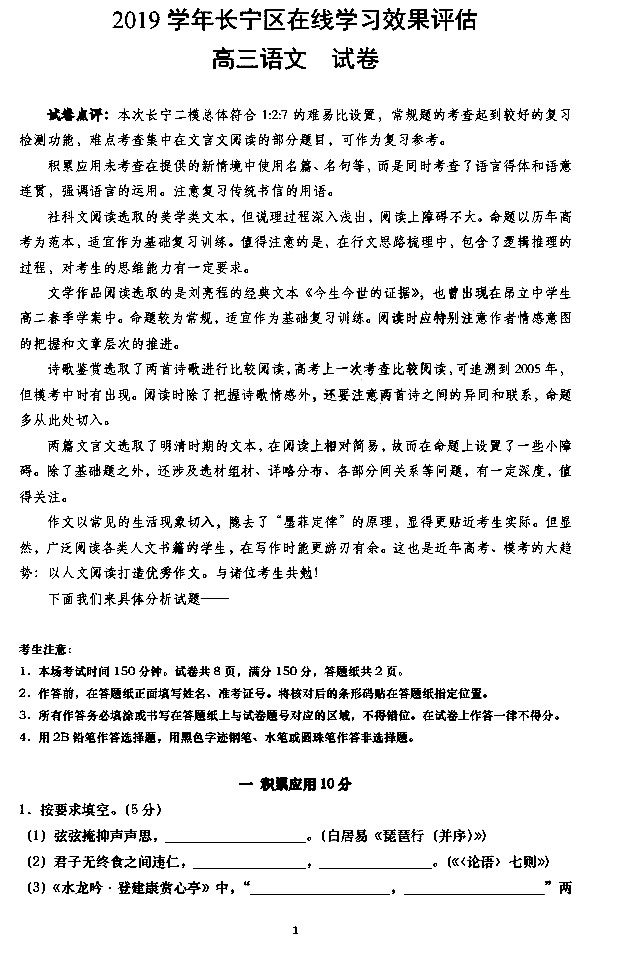 2019 学年长宁区在线学习效果评估
高三语文 试卷
试卷点评：本次长宁二模总体符合 1:2:7 的难易比设置，常规题的考查起到较好的复习
检测功能，难点考查集中在文言文阅读的部分题目，可作为复习参考。
积累应用未考查在提供的新情境中使用名篇、名句等，而是同时考查了语言得体和语意
连贯，强调语言的运用。注意复习传统书信的用语。
社科文阅读选取的美学类文本，但说理过程深入浅出，阅读上障碍不大。命题以历年高
考为范本，适宜作为基础复习训练。值得注意的是，在行文思路梳理中，包含了逻辑推理的
过程，对考生的思维能力有一定要求。
文学作品阅读选取的是刘亮程的经典文本《今生今世的证据》，也曾出现在昂立中学生
高二春季学集中。命题较为常规，适宜作为基础复习训练。阅读时应特别注意作者情感意图
的把握和文章层次的推进。
诗歌鉴赏选取了两首诗歌进行比较阅读，高考上一次考查比较阅读，可追溯到 2005 年，
但模考中时有出现。阅读时除了把握诗歌情感外，还要注意两首诗之间的异同和联系，命题
多从此处切入。
两篇文言文选取了明清时期的文本，在阅读上相对简易，故而在命题上设置了一些小障
碍。除了基础题之外，还涉及选材组材、详略分布、各部分间关系等问题，有一定深度，值
得关注。
作文以常见的生活现象切入，隐去了“墨菲定律”的原理，显得更贴近考生实际。但显
然，广泛阅读各类人文书籍的学生，在写作时能更游刃有余。这也是近年高考、模考的大趋
势：以人文阅读打造优秀作文。与诸位考生共勉！
下面我们来具体分析试题——
考生注意：
1．本场考试时间 150 分钟。试卷共 8 页，满分 150 分，答题纸共 2 页。
2．作答前，在答题纸正面填写姓名、准考证号。将核对后的条形码贴在答题纸指定位置。
3．所有作答务必填涂或书写在答题纸上与试卷题号对应的区域，不得错位。在试卷上作答一律不得分。
4．用 2B 铅笔作答选择题，用黑色字迹钢笔、水笔或圆珠笔作答非选择题。
一 积累应用 10 分
1．按要求填空。（5 分）
（1）弦弦掩抑声声思，____________________。（白居易《琵琶行（并序）》）
（2）君子无终食之间违仁，________________，________________。（《〈论语〉七则》）
（3）《水龙吟·登建康赏心亭》中，“____________________，____________________”两
1